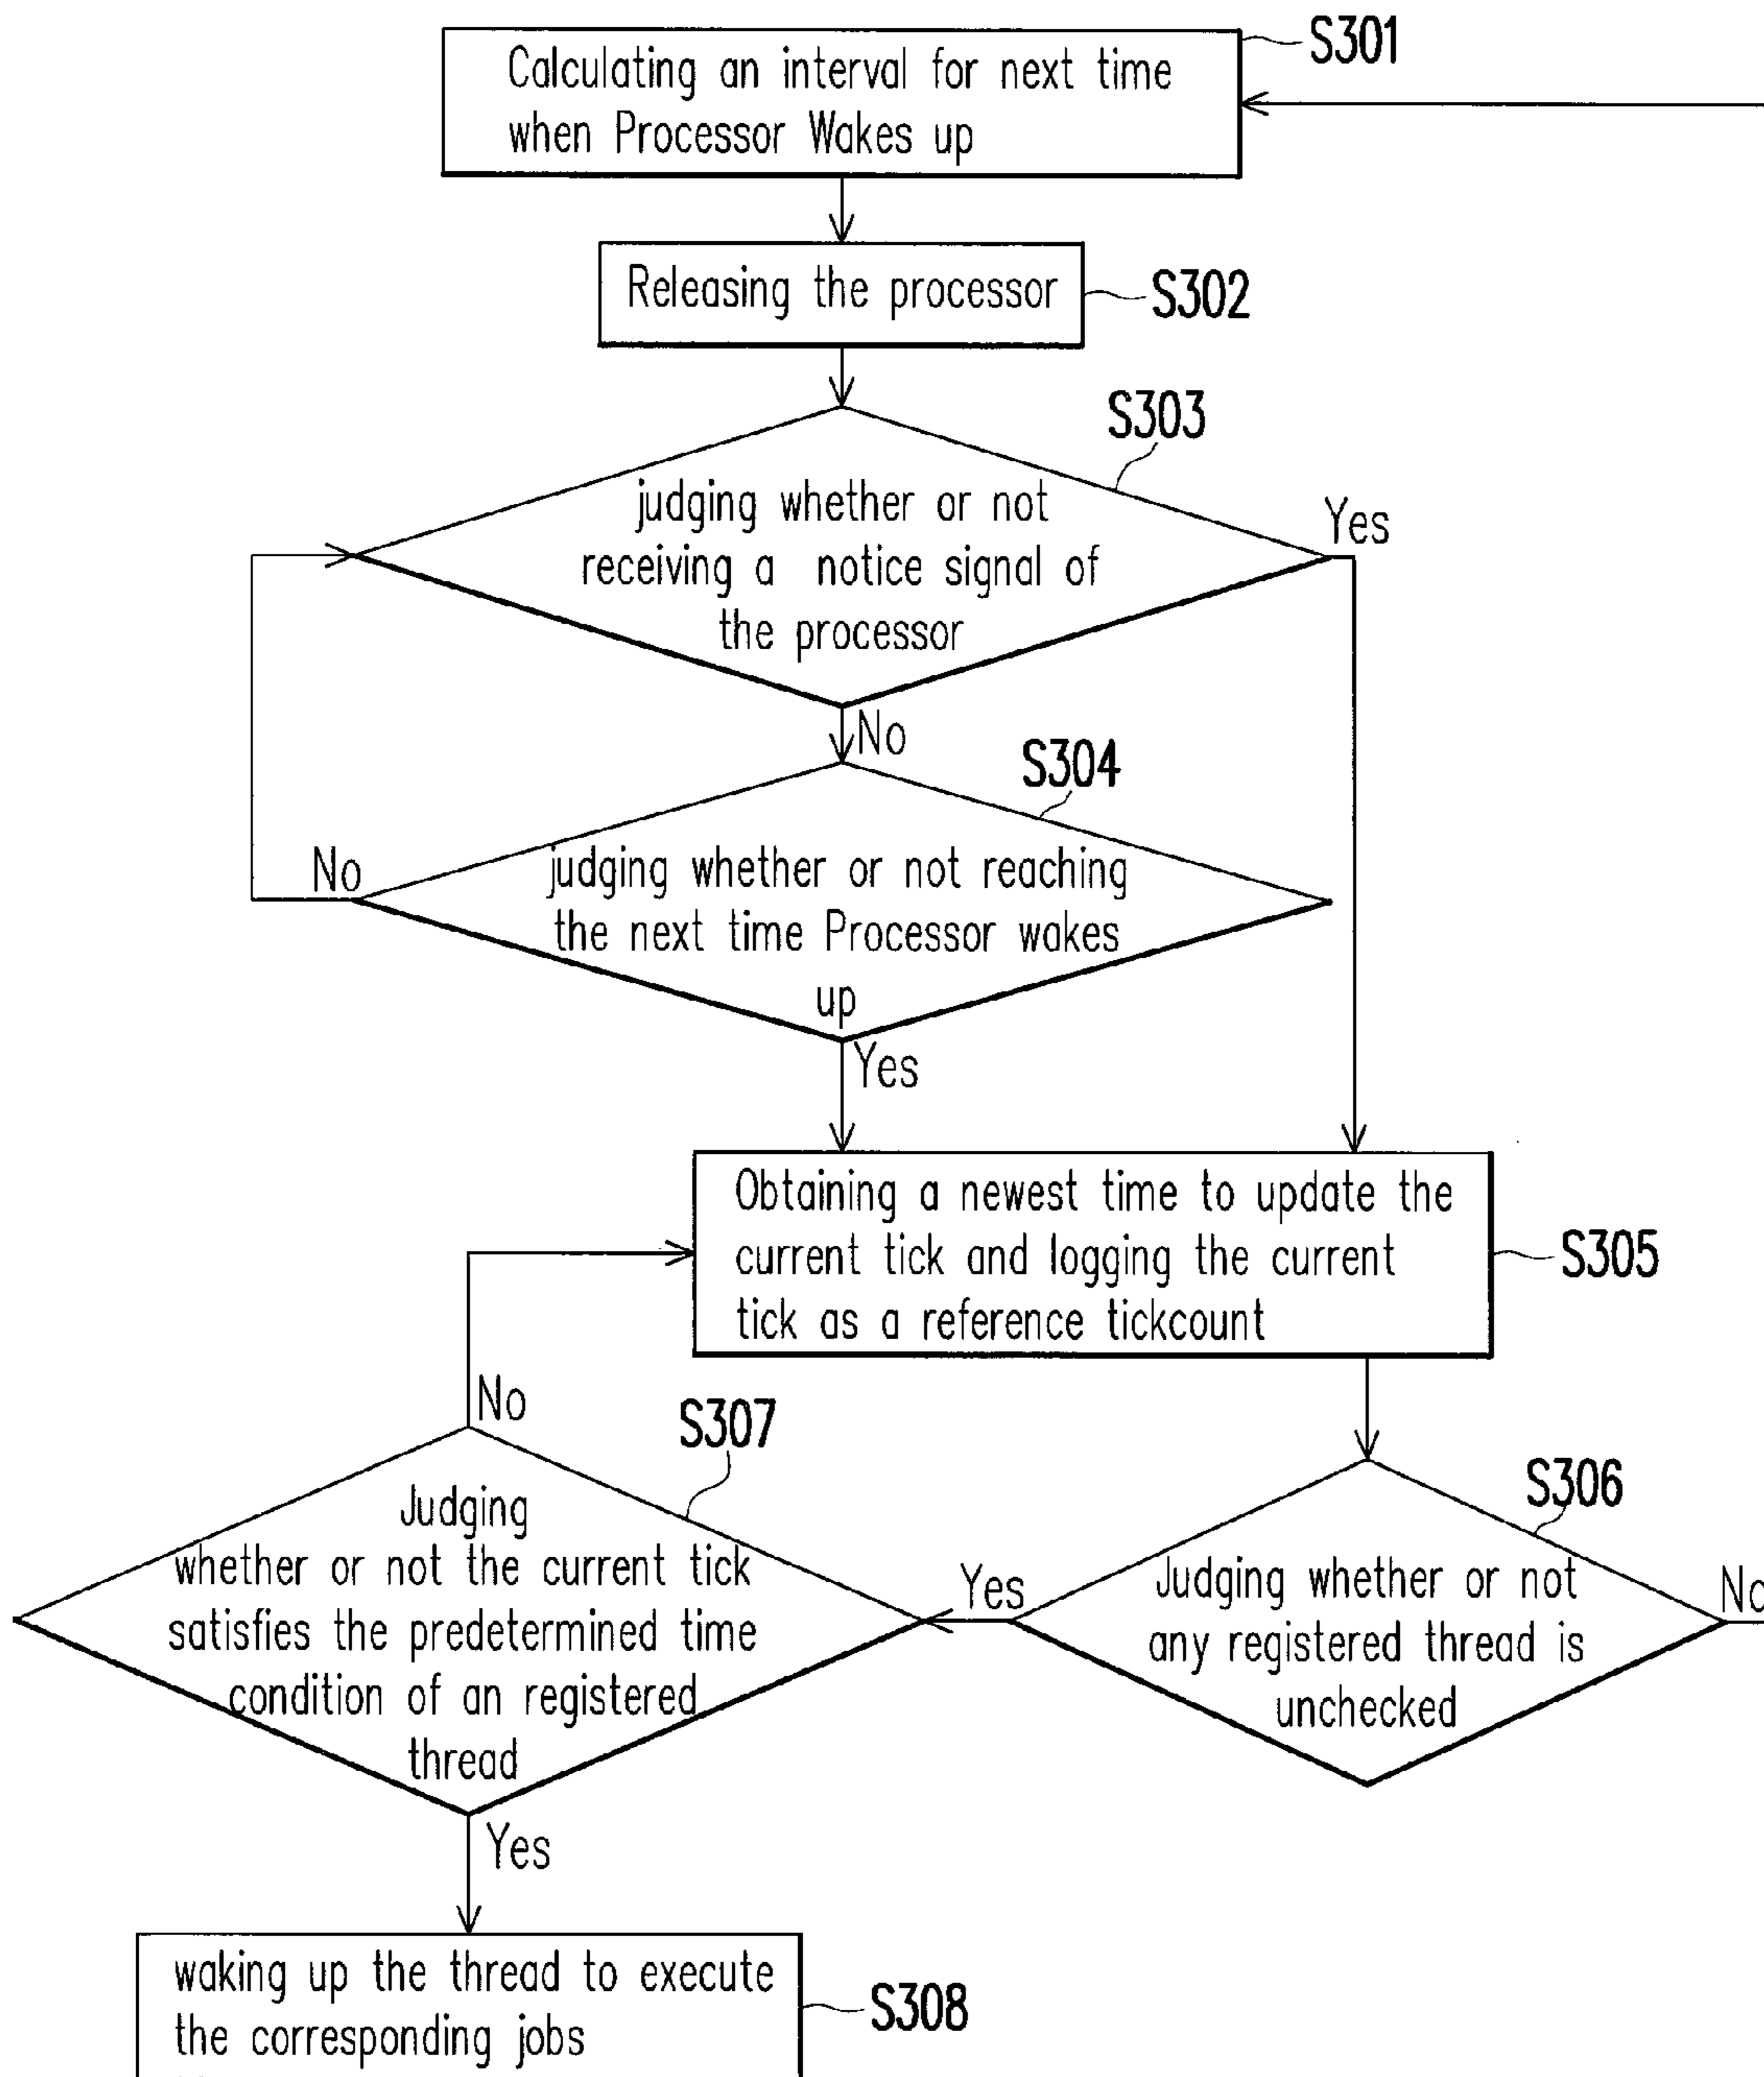 S301
Calculating an interval for next time
when Processor Wakes up
Releasing the processor
S302
S303
judging whether or not
receiving a notice signal of
the processor
Yes
No
S304
judging whether or not reaching
the next time Processor wakes
up
No
Yes
Obtaining a newest time to update the
current tick and logging the current
tick as a reference tickcount
S305
No
S307
Judging
whether or not the current tick
satisfies the predetermined time
condition of an registered
thread
Yes
S306
Judging whether or not
any registered thread is
unchecked
No
Yes
waking up the thread to execute
the corresponding jobs
S308